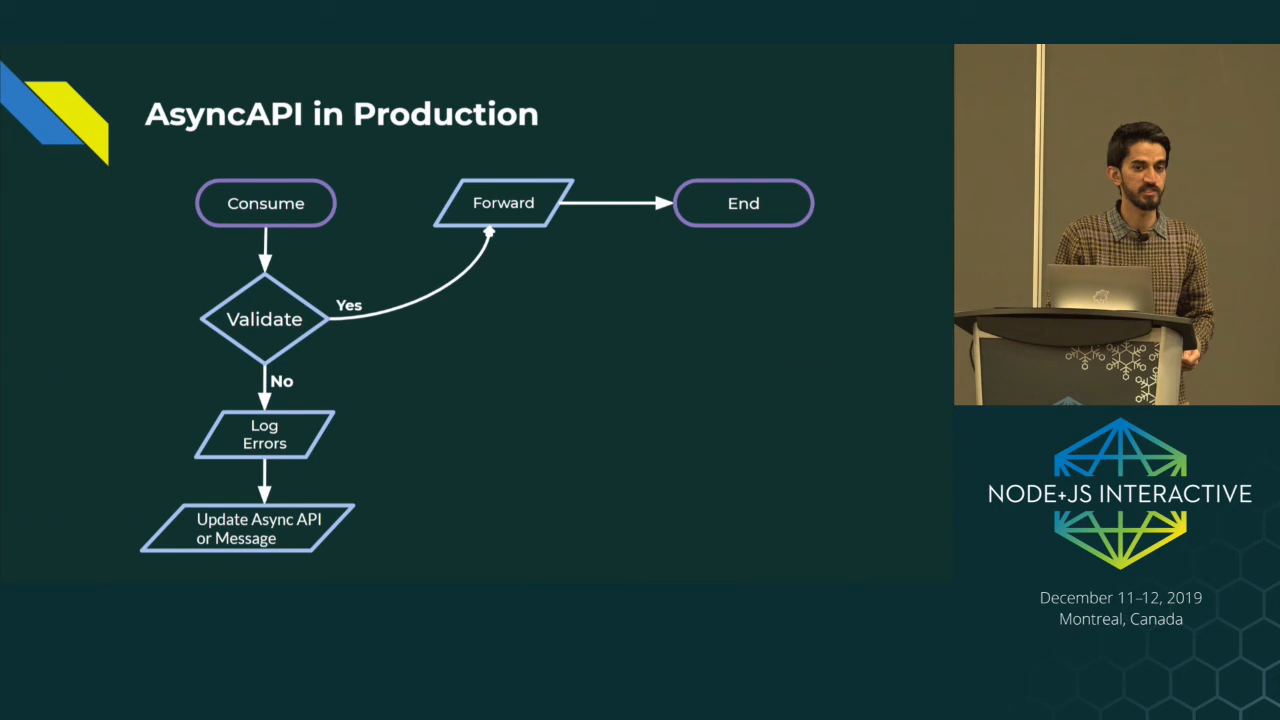 AsyncAPI in Production
Consume
Forward
End
Yes
Validate
No
Log
Errors
Update Async API
or Message
NODE+JS INTERACTIVE
December 11–12, 2019
Montreal, Canada